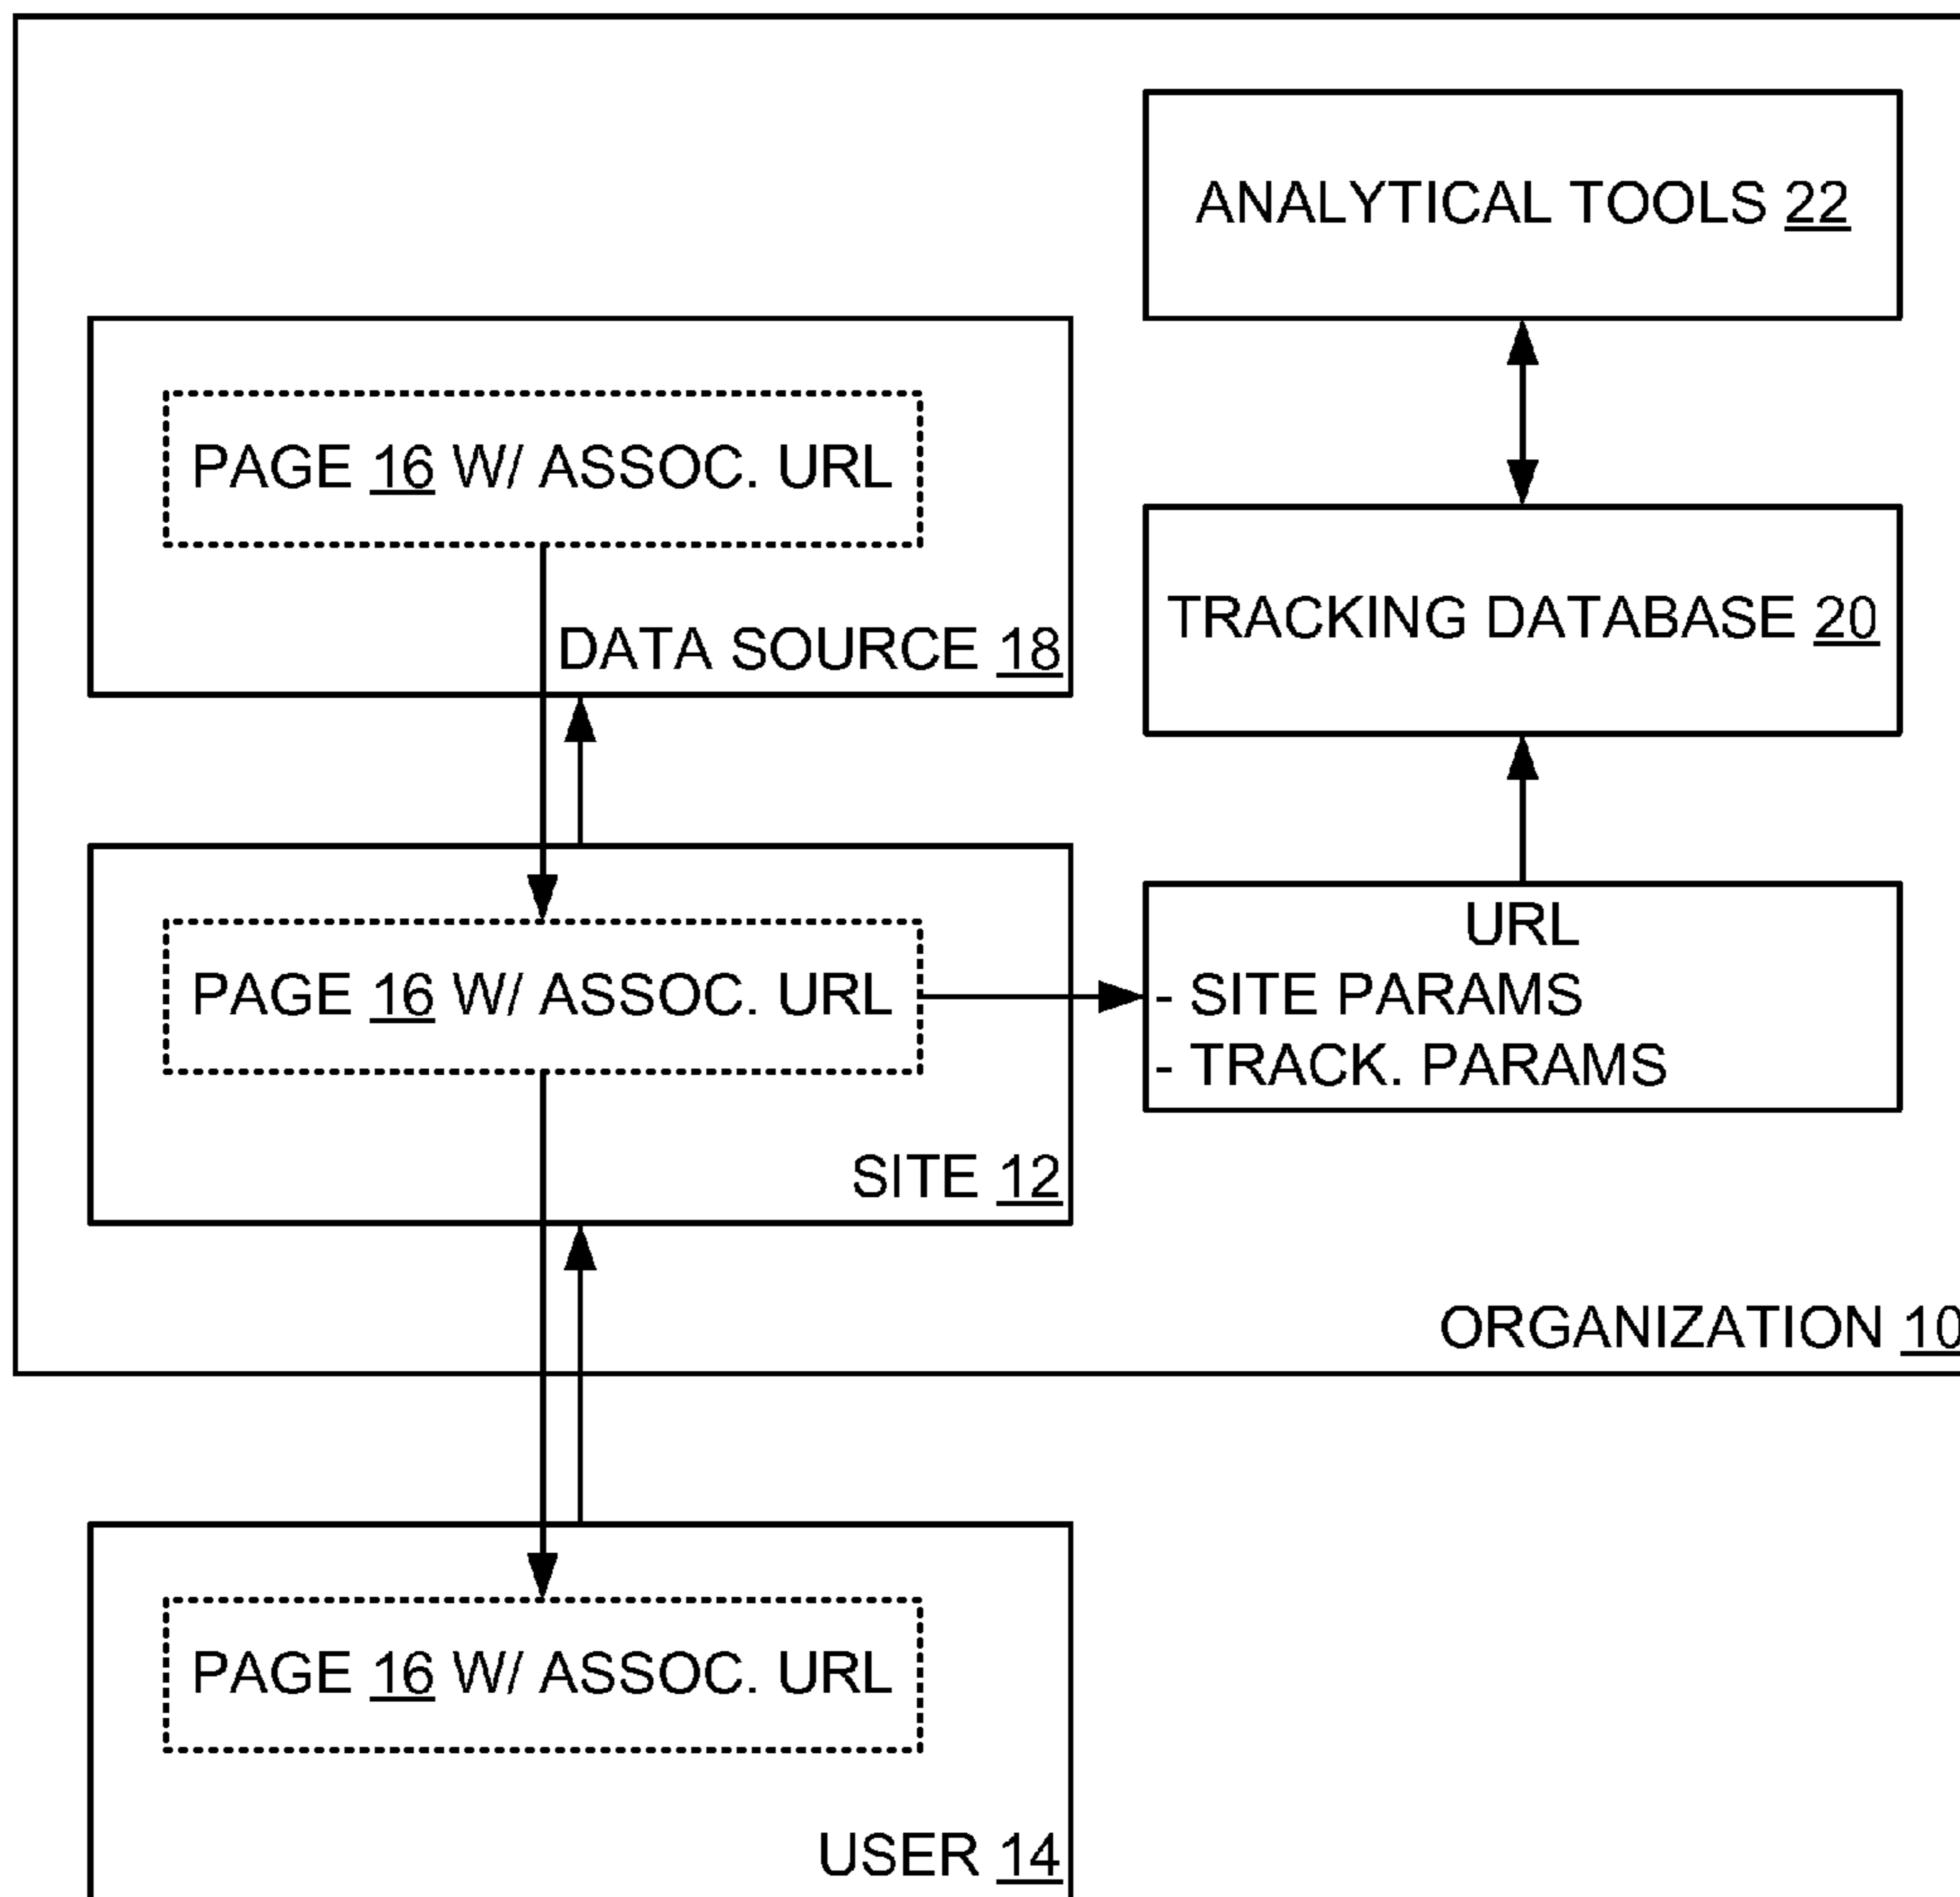 ANALYTICAL TOOLS 22
PAGE 16 W/ ASSOC. URL
DATA SOURCE 18
TRACKING DATABASE 20
PAGE 16 W/ ASSOC. URL
SITE 12
URL
- SITE PARAMS
- TRACK. PARAMS
ORGANIZATION 10
PAGE 16 W/ ASSOC. URL
USER 14